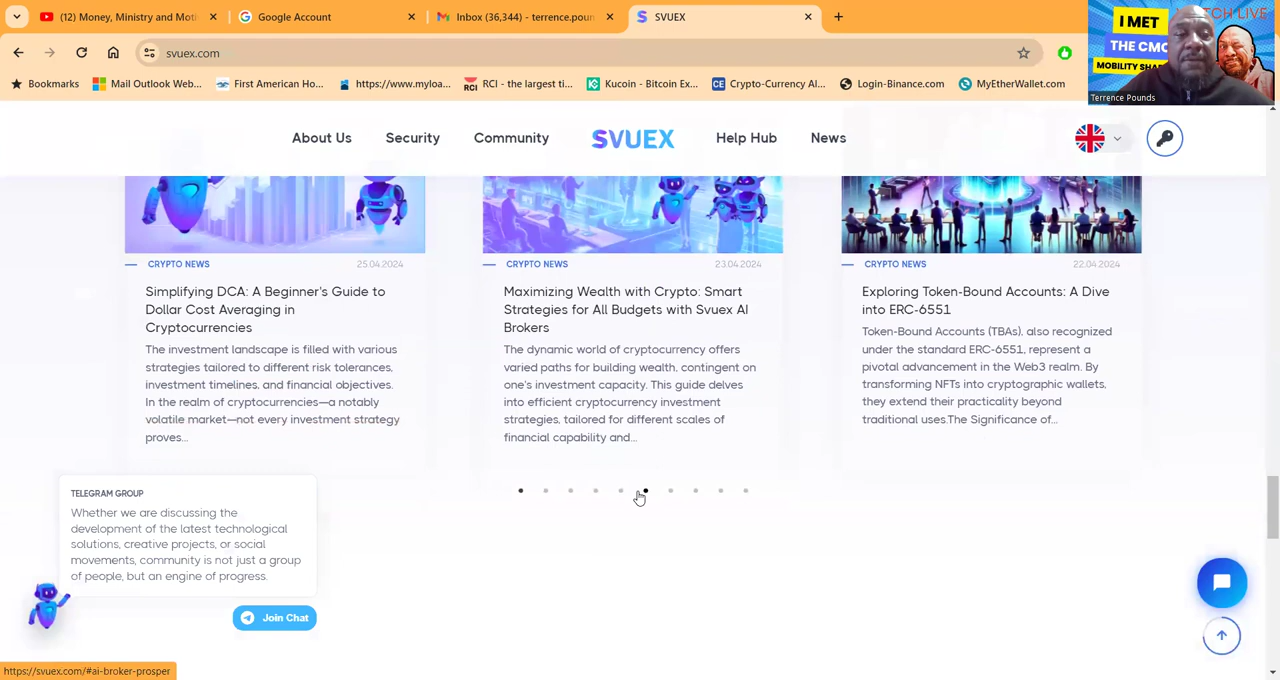 (12) Money, Ministry and Moti
Google Account
Inbox (36,344) - terrence.poun
SVUEX
svuex.com
Bookmarks
Mail Outlook Web...
First American Ho...
https://www.myloa...
RCI - the largest ti...
Kucoin - Bitcoin Ex...
Crypto-Currency AI...
Login-Binance.com
MyEtherWallet.com
I MET
THE CMO
MOBILITY
TCH LIVE
Terrence Pounds
About Us
Security
Community
SVUEX
Help Hub
News
CRYPTO NEWS
25.04.2024
Simplifying DCA: A Beginner's Guide to
Dollar Cost Averaging in
Cryptocurrencies
The investment landscape is filled with various
strategies tailored to different risk tolerances,
investment timelines, and financial objectives.
In the realm of cryptocurrencies—a notably
volatile market—not every investment strategy
proves...
CRYPTO NEWS
23.04.2024
Maximizing Wealth with Crypto: Smart
Strategies for All Budgets with Svuex AI
Brokers
The dynamic world of cryptocurrency offers
varied paths for building wealth, contingent on
one's investment capacity. This guide delves
into efficient cryptocurrency investment
strategies, tailored for different scales of
financial capability and...
CRYPTO NEWS
22.04.2024
Exploring Token-Bound Accounts: A Dive
into ERC-6551
Token-Bound Accounts (TBAs), also recognized
under the standard ERC-6551, represent a
pivotal advancement in the Web3 realm. By
transforming NFTs into cryptographic wallets,
they extend their practicality beyond
traditional uses.The Significance of...
TELEGRAM GROUP
Whether we are discussing the
development of the latest technological
solutions, creative projects, or social
movements, community is not just a group
of people, but an engine of progress.
Join Chat
https://svuex.com/#ai-broker-prosper